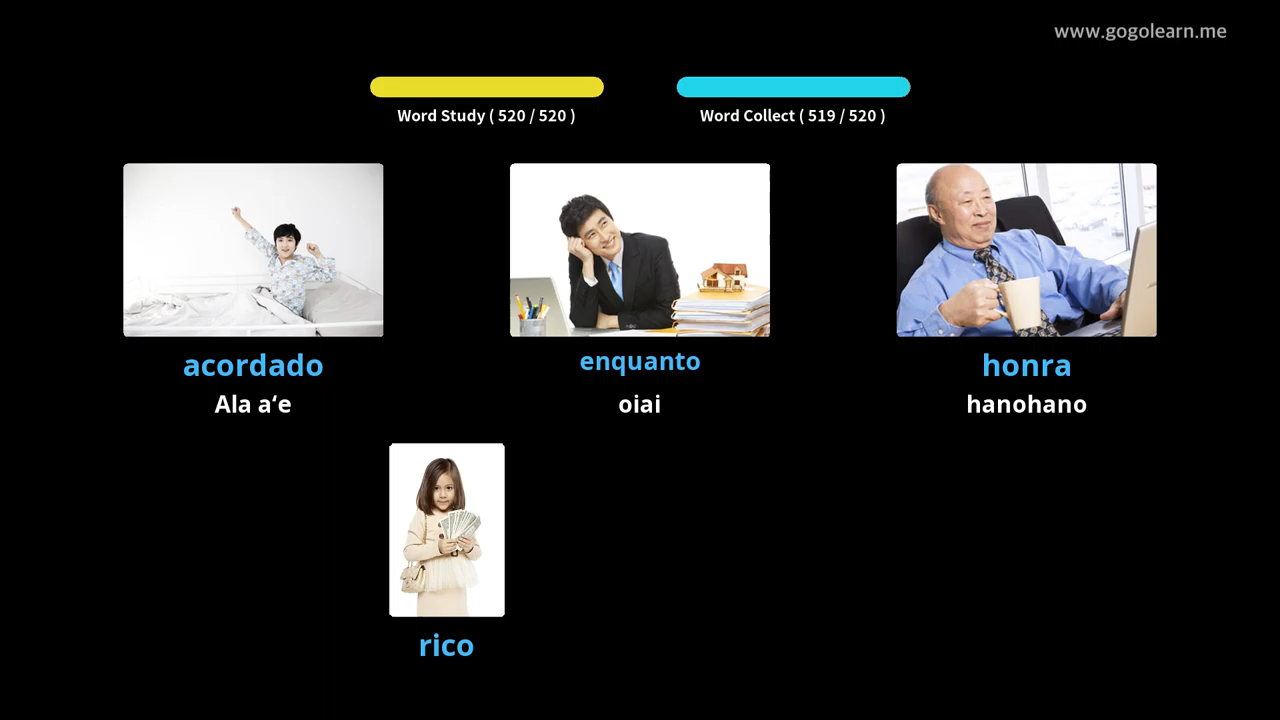 www.gogolearn.me
Word Study ( 520 / 520 )
Word Collect ( 519 / 520 )
acordado
Ala aʻe
enquanto
oiai
honra
hanohano
rico